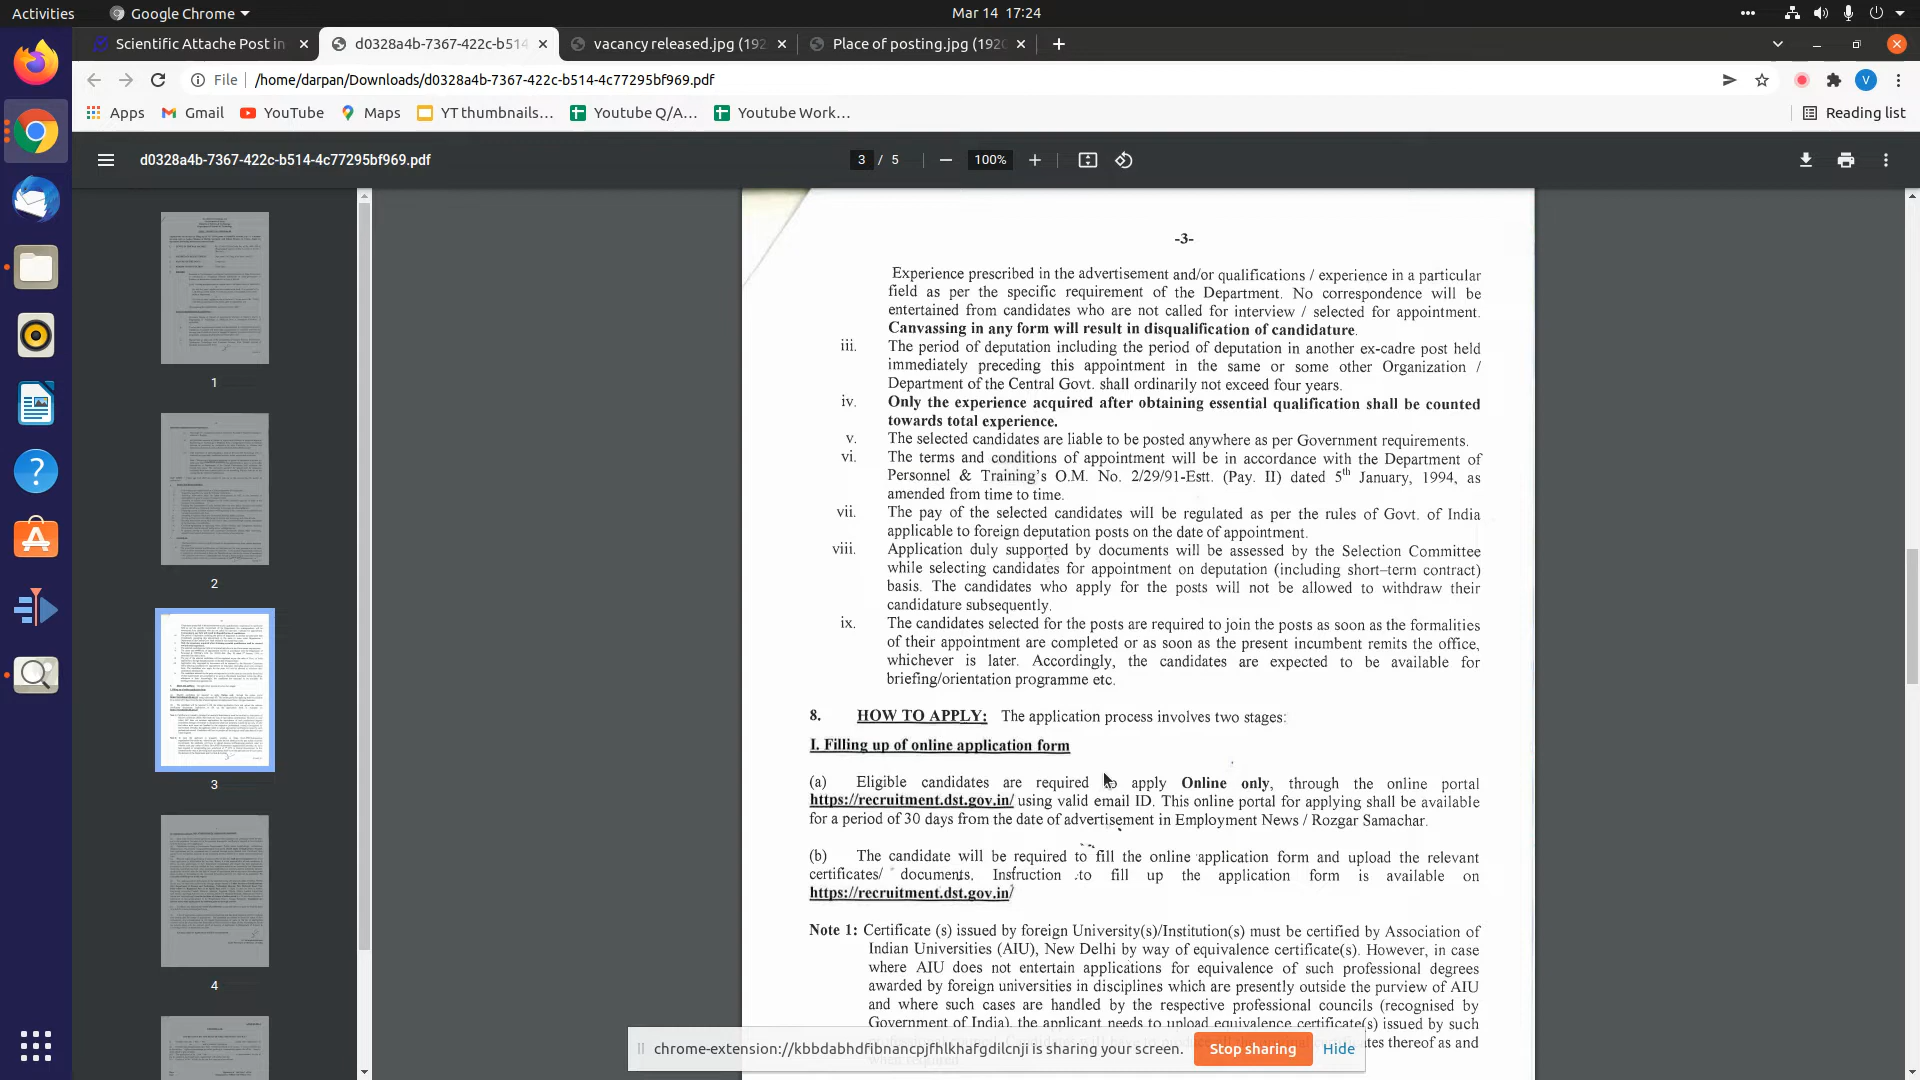 Activities
Google Chrome
Mar 14 17:24
Scientific Attache Post in
d0328a4b-7367-422c-b514
vacancy released.jpg (192
Place of posting.jpg (192
File
/home/darpan/Downloads/d0328a4b-7367-422c-b514-4c77295bf969.pdf
V
Apps
Gmail
YouTube
Maps
YT thumbnails...
Youtube Q/A...
Youtube Work...
Reading list
d0328a4b-7367-422c-b514-4c77295bf969.pdf
3 / 5
100%
1
2
3
4
-3-
Experience prescribed in the advertisement and/or qualifications / experience in a particular
field as per the specific requirement of the Department. No correspondence will be
entertained from candidates who are not called for interview / selected for appointment.
Canvassing in any form will result in disqualification of candidature.
iii. The period of deputation including the period of deputation in another ex-cadre post held
immediately preceding this appointment in the same or some other Organization /
Department of the Central Govt. shall ordinarily not exceed four years.
iv. Only the experience acquired after obtaining essential qualification shall be counted
towards total experience.
v. The selected candidates are liable to be posted anywhere as per Government requirements.
vi. The terms and conditions of appointment will be in accordance with the Department of
Personnel & Training's O.M. No. 2/29/91-Estt. (Pay. II) dated 5th January, 1994, as
amended from time to time.
vii. The pay of the selected candidates will be regulated as per the rules of Govt. of India
applicable to foreign deputation posts on the date of appointment.
viii. Application duly supported by documents will be assessed by the Selection Committee
while selecting candidates for appointment on deputation (including short–term contract)
basis. The candidates who apply for the posts will not be allowed to withdraw their
candidature subsequently.
ix. The candidates selected for the posts are required to join the posts as soon as the formalities
of their appointment are completed or as soon as the present incumbent remits the office,
whichever is later. Accordingly, the candidates are expected to be available for
briefing/orientation programme etc.
8. HOW TO APPLY: The application process involves two stages:
I. Filling up of online application form
(a) Eligible candidates are required to apply Online only, through the online portal
https://recruitment.dst.gov.in/ using valid email ID. This online portal for applying shall be available
for a period of 30 days from the date of advertisement in Employment News / Rozgar Samachar.
(b) The candidate will be required to fill the online application form and upload the relevant
certificates/ documents. Instruction to fill up the application form is available on
https://recruitment.dst.gov.in/
Note 1: Certificate (s) issued by foreign University(s)/Institution(s) must be certified by Association of
Indian Universities (AIU), New Delhi by way of equivalence certificate(s). However, in case
where AIU does not entertain applications for equivalence of such professional degrees
awarded by foreign universities in disciplines which are presently outside the purview of AIU
and where such cases are handled by the respective professional councils (recognised by
Government of India), the applicant needs to upload equivalence certificate(s) issued by such
tes thereof as and
chrome-extension://kbbdabhdfibnancpjfhlkhafgdilcnji is sharing your screen.
Stop sharing
Hide